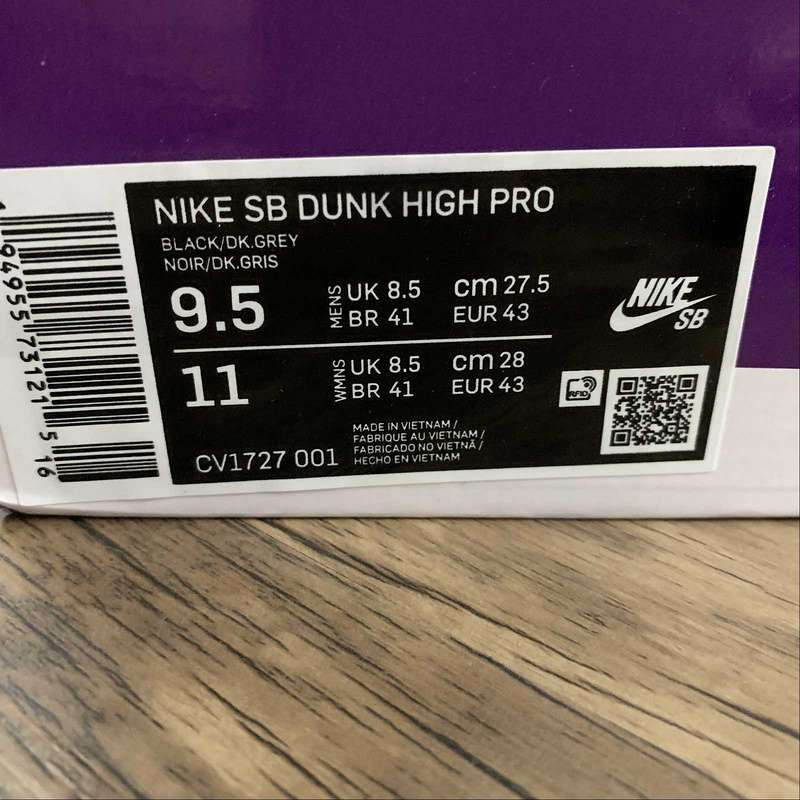 NIKE SB DUNK HIGH PRO
BLACK/DK.GREY
NOIR/DK.GRIS
9.5 MENS UK 8.5 cm 27.5
BR 41 EUR 43
11 WMNS UK 8.5 cm 28
BR 41 EUR 43
CV1727 001
MADE IN VIETNAM /
FABRIQUE AU VIETNAM /
FABRICADO NO VIETNÃ /
HECHO EN VIETNAM
NIKE
SB
RFID
1 94955 73121 5 16